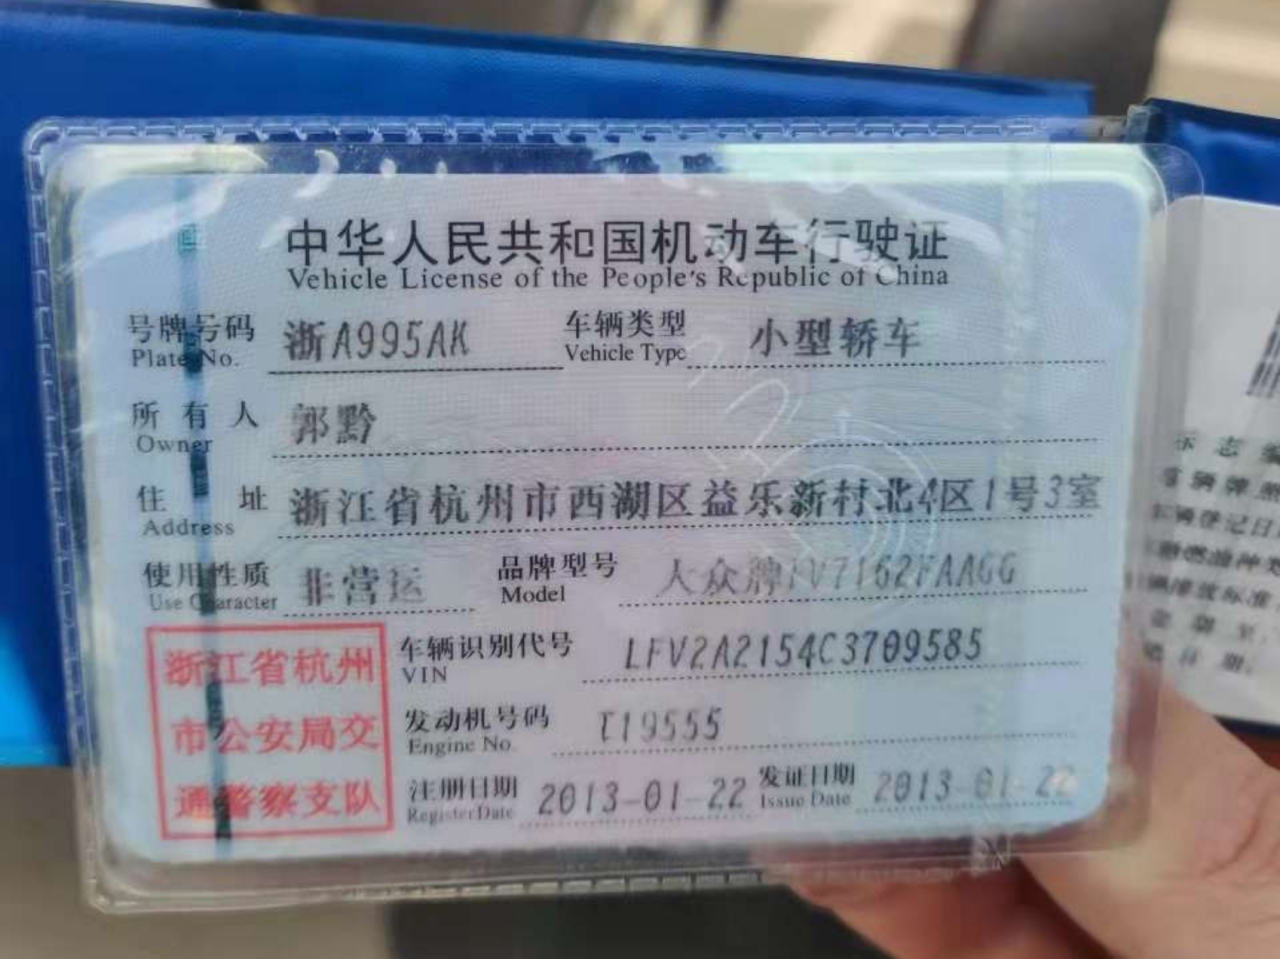 中华人民共和国机动车行驶证
Vehicle License of the People's Republic of China
号牌号码 浙A995AK 车辆类型 小型轿车
Plate No. Vehicle Type
所有人 郭黔
Owner
住址 浙江省杭州市西湖区益乐新村北4区1号3室
Address
使用性质 非营运 品牌型号 大众牌FV7162FAAGG
Use Character Model
浙江省杭州
市公安局交
通警察支队
车辆识别代号 LFV2A2154C3709585
VIN
发动机号码 T19555
Engine No.
注册日期 2013-01-22 发证日期 2013-01-22
Register Date Issue Date
志